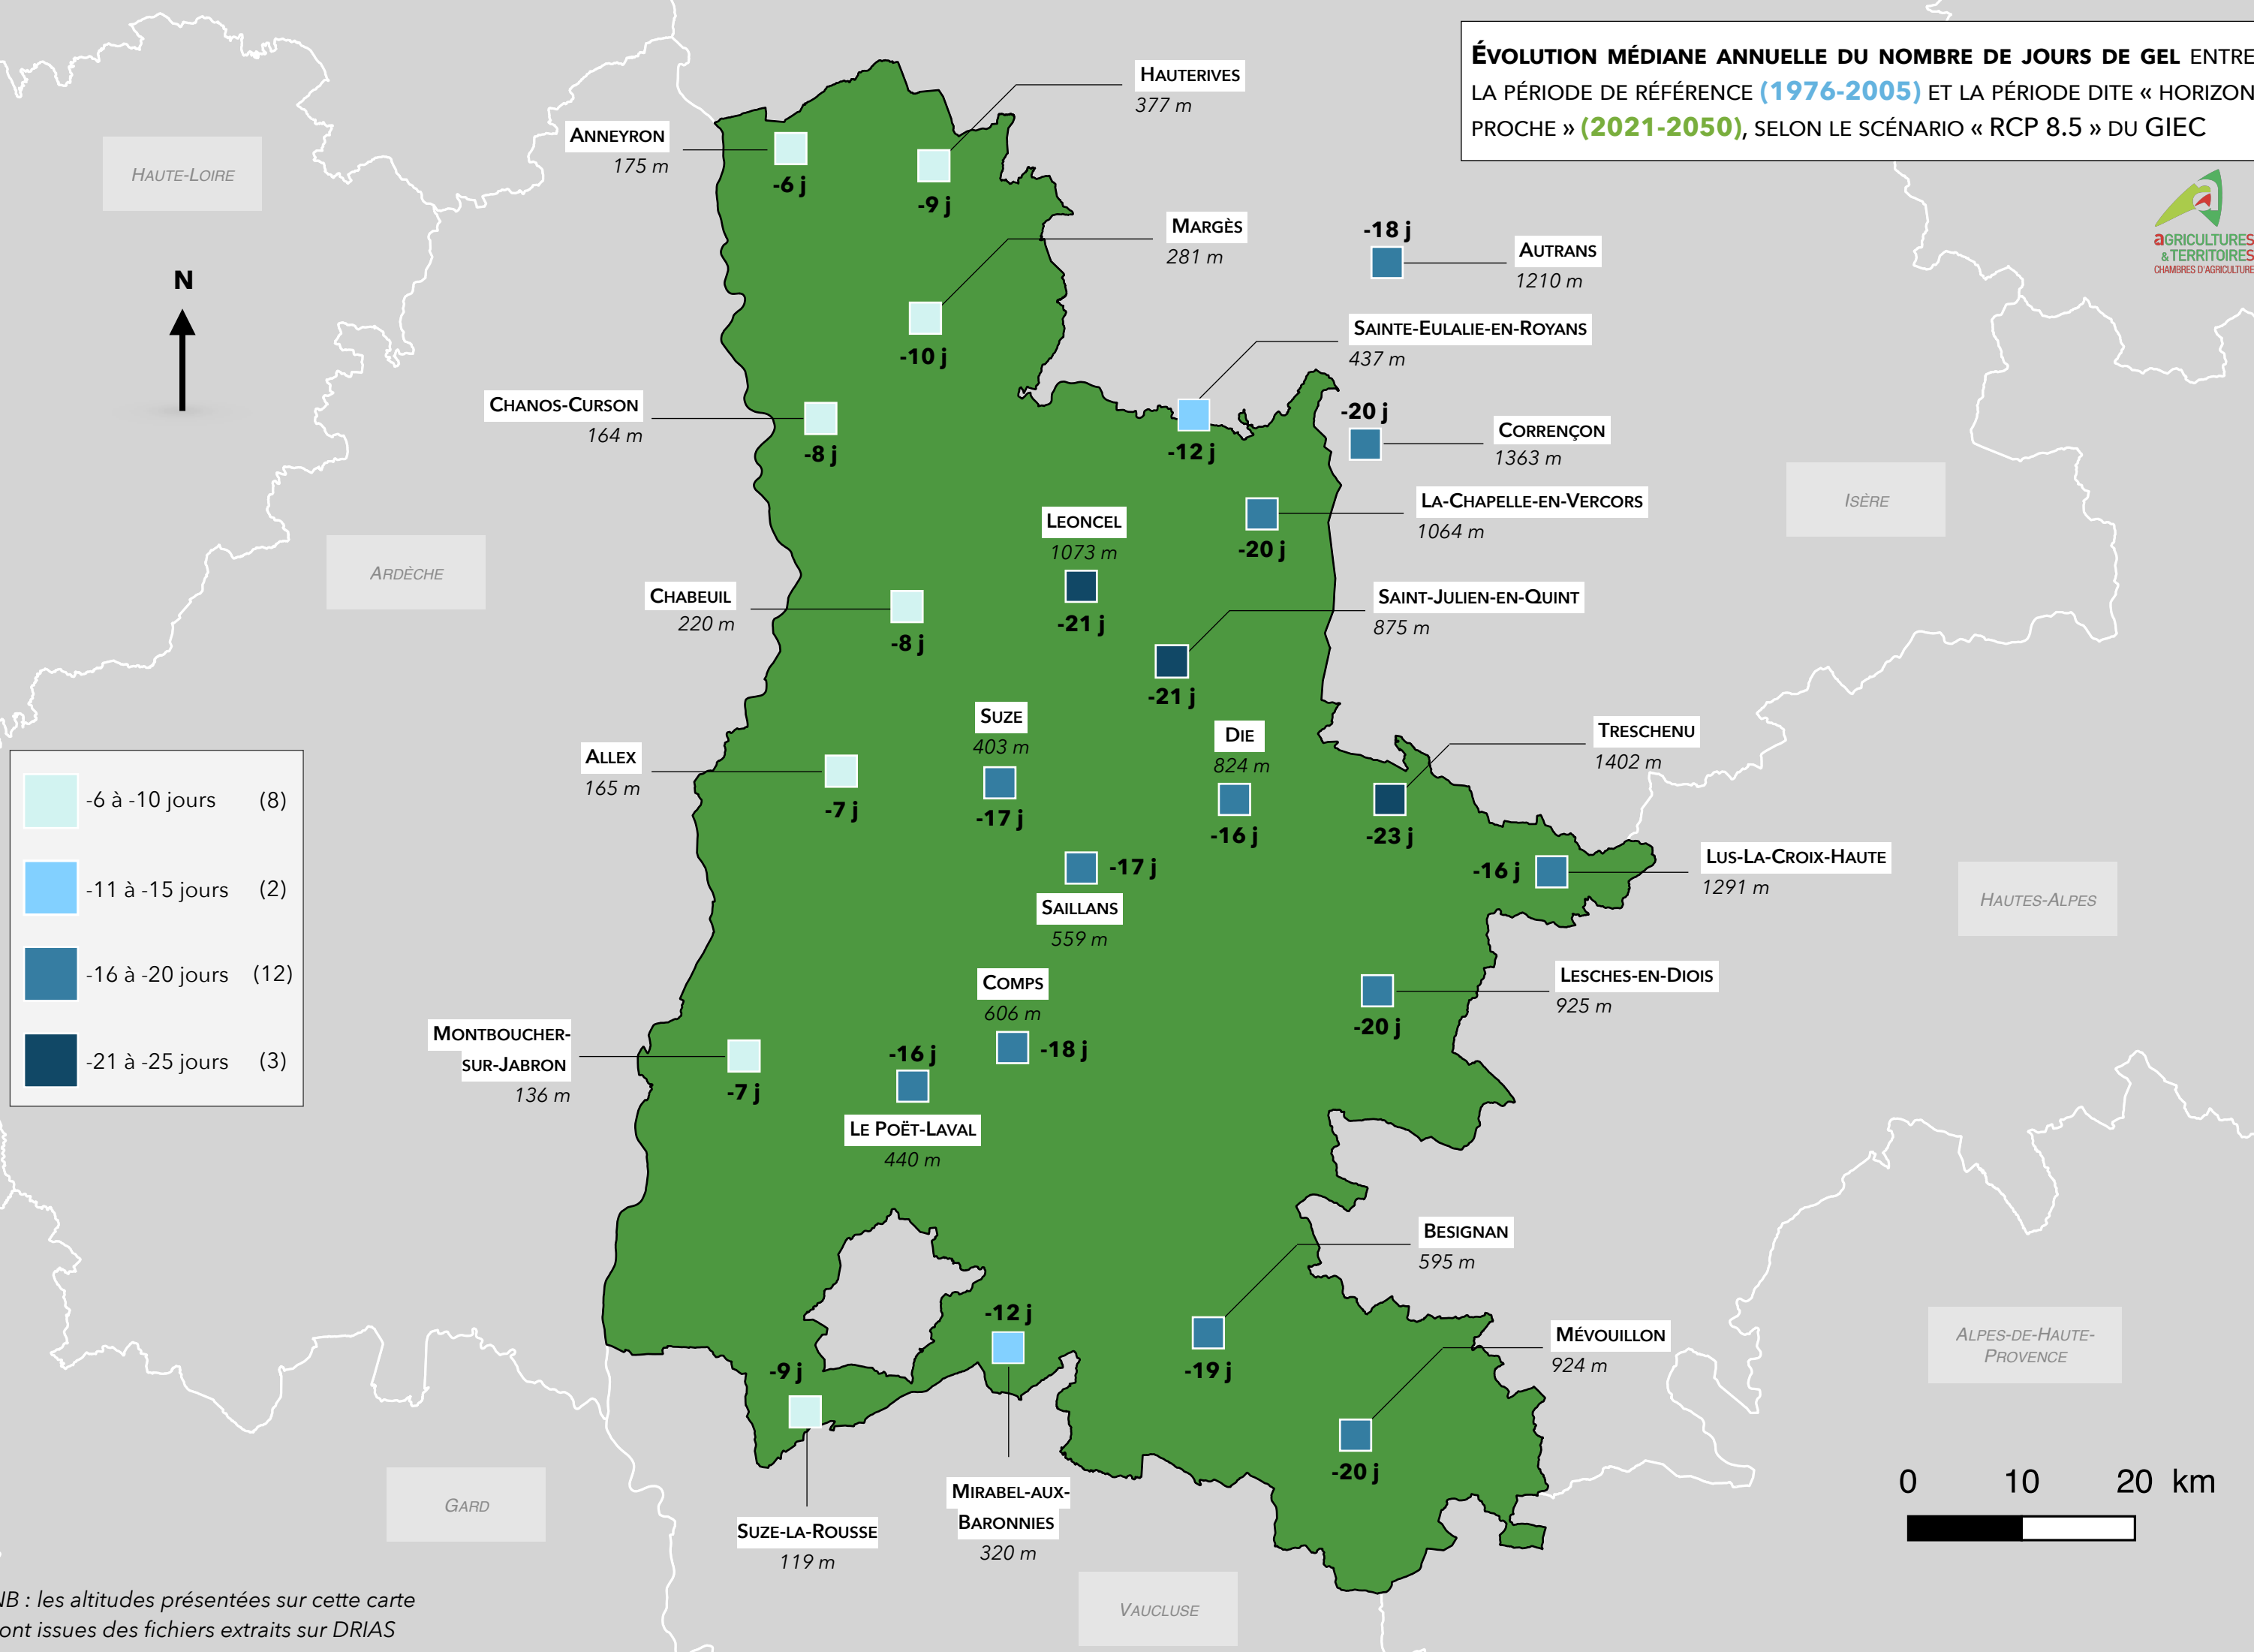 ÉVOLUTION MÉDIANE ANNUELLE DU NOMBRE DE JOURS DE GEL ENTRE
LA PÉRIODE DE RÉFÉRENCE (1976-2005) ET LA PÉRIODE DITE « HORIZON
PROCHE » (2021-2050), SELON LE SCÉNARIO « RCP 8.5 » DU GIEC
aGRICULTURES
& TERRITOIRES
CHAMBRES D'AGRICULTURE
N
HAUTE-LOIRE
ANNEYRON
175 m
-6 j
HAUTERIVES
377 m
-9 j
MARGÈS
281 m
-10 j
-18 j
AUTRANS
1210 m
SAINTE-EULALIE-EN-ROYANS
437 m
-12 j
CHANOS-CURSON
164 m
-8 j
-20 j
CORRENÇON
1363 m
ISÈRE
LA-CHAPELLE-EN-VERCORS
1064 m
-20 j
LEONCEL
1073 m
-21 j
ARDÈCHE
CHABEUIL
220 m
-8 j
SAINT-JULIEN-EN-QUINT
875 m
-21 j
SUZE
403 m
-17 j
DIE
824 m
-16 j
TRESCHENU
1402 m
-23 j
ALLEX
165 m
-7 j
-6 à -10 jours (8)
-11 à -15 jours (2)
-16 à -20 jours (12)
-21 à -25 jours (3)
-17 j
SAILLANS
559 m
-16 j
LUS-LA-CROIX-HAUTE
1291 m
HAUTES-ALPES
COMPS
606 m
-18 j
LESCHES-EN-DIOIS
925 m
-20 j
MONTBOUCHER-
SUR-JABRON
136 m
-7 j
-16 j
LE POËT-LAVAL
440 m
BESIGNAN
595 m
-19 j
-12 j
MIRABEL-AUX-
BARONNIES
320 m
-9 j
SUZE-LA-ROUSSE
119 m
MÉVOUILLON
924 m
-20 j
ALPES-DE-HAUTE-
PROVENCE
GARD
VAUCLUSE
0 10 20 km
NB : les altitudes présentées sur cette carte
ont issues des fichiers extraits sur DRIAS